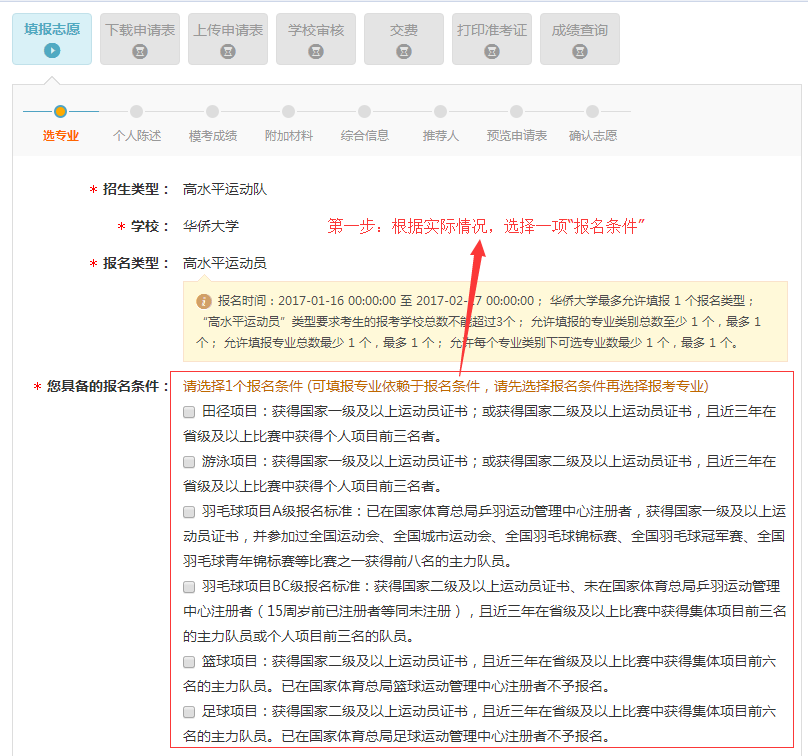 填报志愿 下载申请表 上传申请表 学校审核 交费 打印准考证 成绩查询
选专业 个人陈述 模考成绩 附加材料 综合信息 推荐人 预览申请表 确认志愿
* 招生类型： 高水平运动队
* 学校： 华侨大学
第一步：根据实际情况，选择一项“报名条件”
* 报名类型： 高水平运动员
报名时间：2017-01-16 00:00:00 至 2017-02-17 00:00:00； 华侨大学最多允许填报 1 个报名类型；
“高水平运动员”类型要求考生的报考学校总数不能超过3个； 允许填报的专业类别总数至少 1 个，最多 1
个； 允许填报专业总数最少 1 个，最多 1 个； 允许每个专业类别下可选专业数最少 1 个，最多 1 个。
* 您具备的报名条件： 请选择1个报名条件 (可填报专业依赖于报名条件，请先选择报名条件再选择报考专业)
田径项目：获得国家一级及以上运动员证书；或获得国家二级及以上运动员证书，且近三年在
省级及以上比赛中获得个人项目前三名者。
游泳项目：获得国家一级及以上运动员证书；或获得国家二级及以上运动员证书，且近三年在
省级及以上比赛中获得个人项目前三名者。
羽毛球项目A级报名标准：已在国家体育总局乒羽运动管理中心注册者，获得国家一级及以上运
动员证书，并参加过全国运动会、全国城市运动会、全国羽毛球锦标赛、全国羽毛球冠军赛、全国
羽毛球青年锦标赛等比赛之一获得前八名的主力队员。
羽毛球项目BC级报名标准：获得国家二级及以上运动员证书、未在国家体育总局乒羽运动管理
中心注册者（15周岁前已注册者等同未注册），且近三年在省级及以上比赛中获得集体项目前三名
的主力队员或个人项目前三名的队员。
篮球项目：获得国家二级及以上运动员证书，且近三年在省级及以上比赛中获得集体项目前六
名的主力队员。已在国家体育总局篮球运动管理中心注册者不予报名。
足球项目：获得国家二级及以上运动员证书，且近三年在省级及以上比赛中获得集体项目前六
名的主力队员。已在国家体育总局足球运动管理中心注册者不予报名。